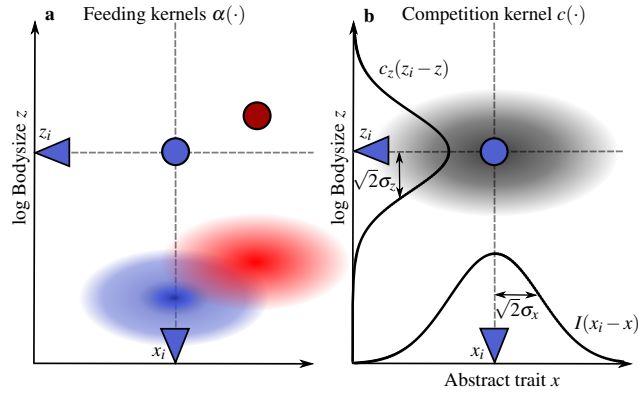 a Feeding kernels α(·)
b Competition kernel c(·)
log Bodysize z
z_i
x_i
log Bodysize z
c_z(z_i − z)
z_i
√2σ_z
√2σ_x
I(x_i − x)
x_i
Abstract trait x